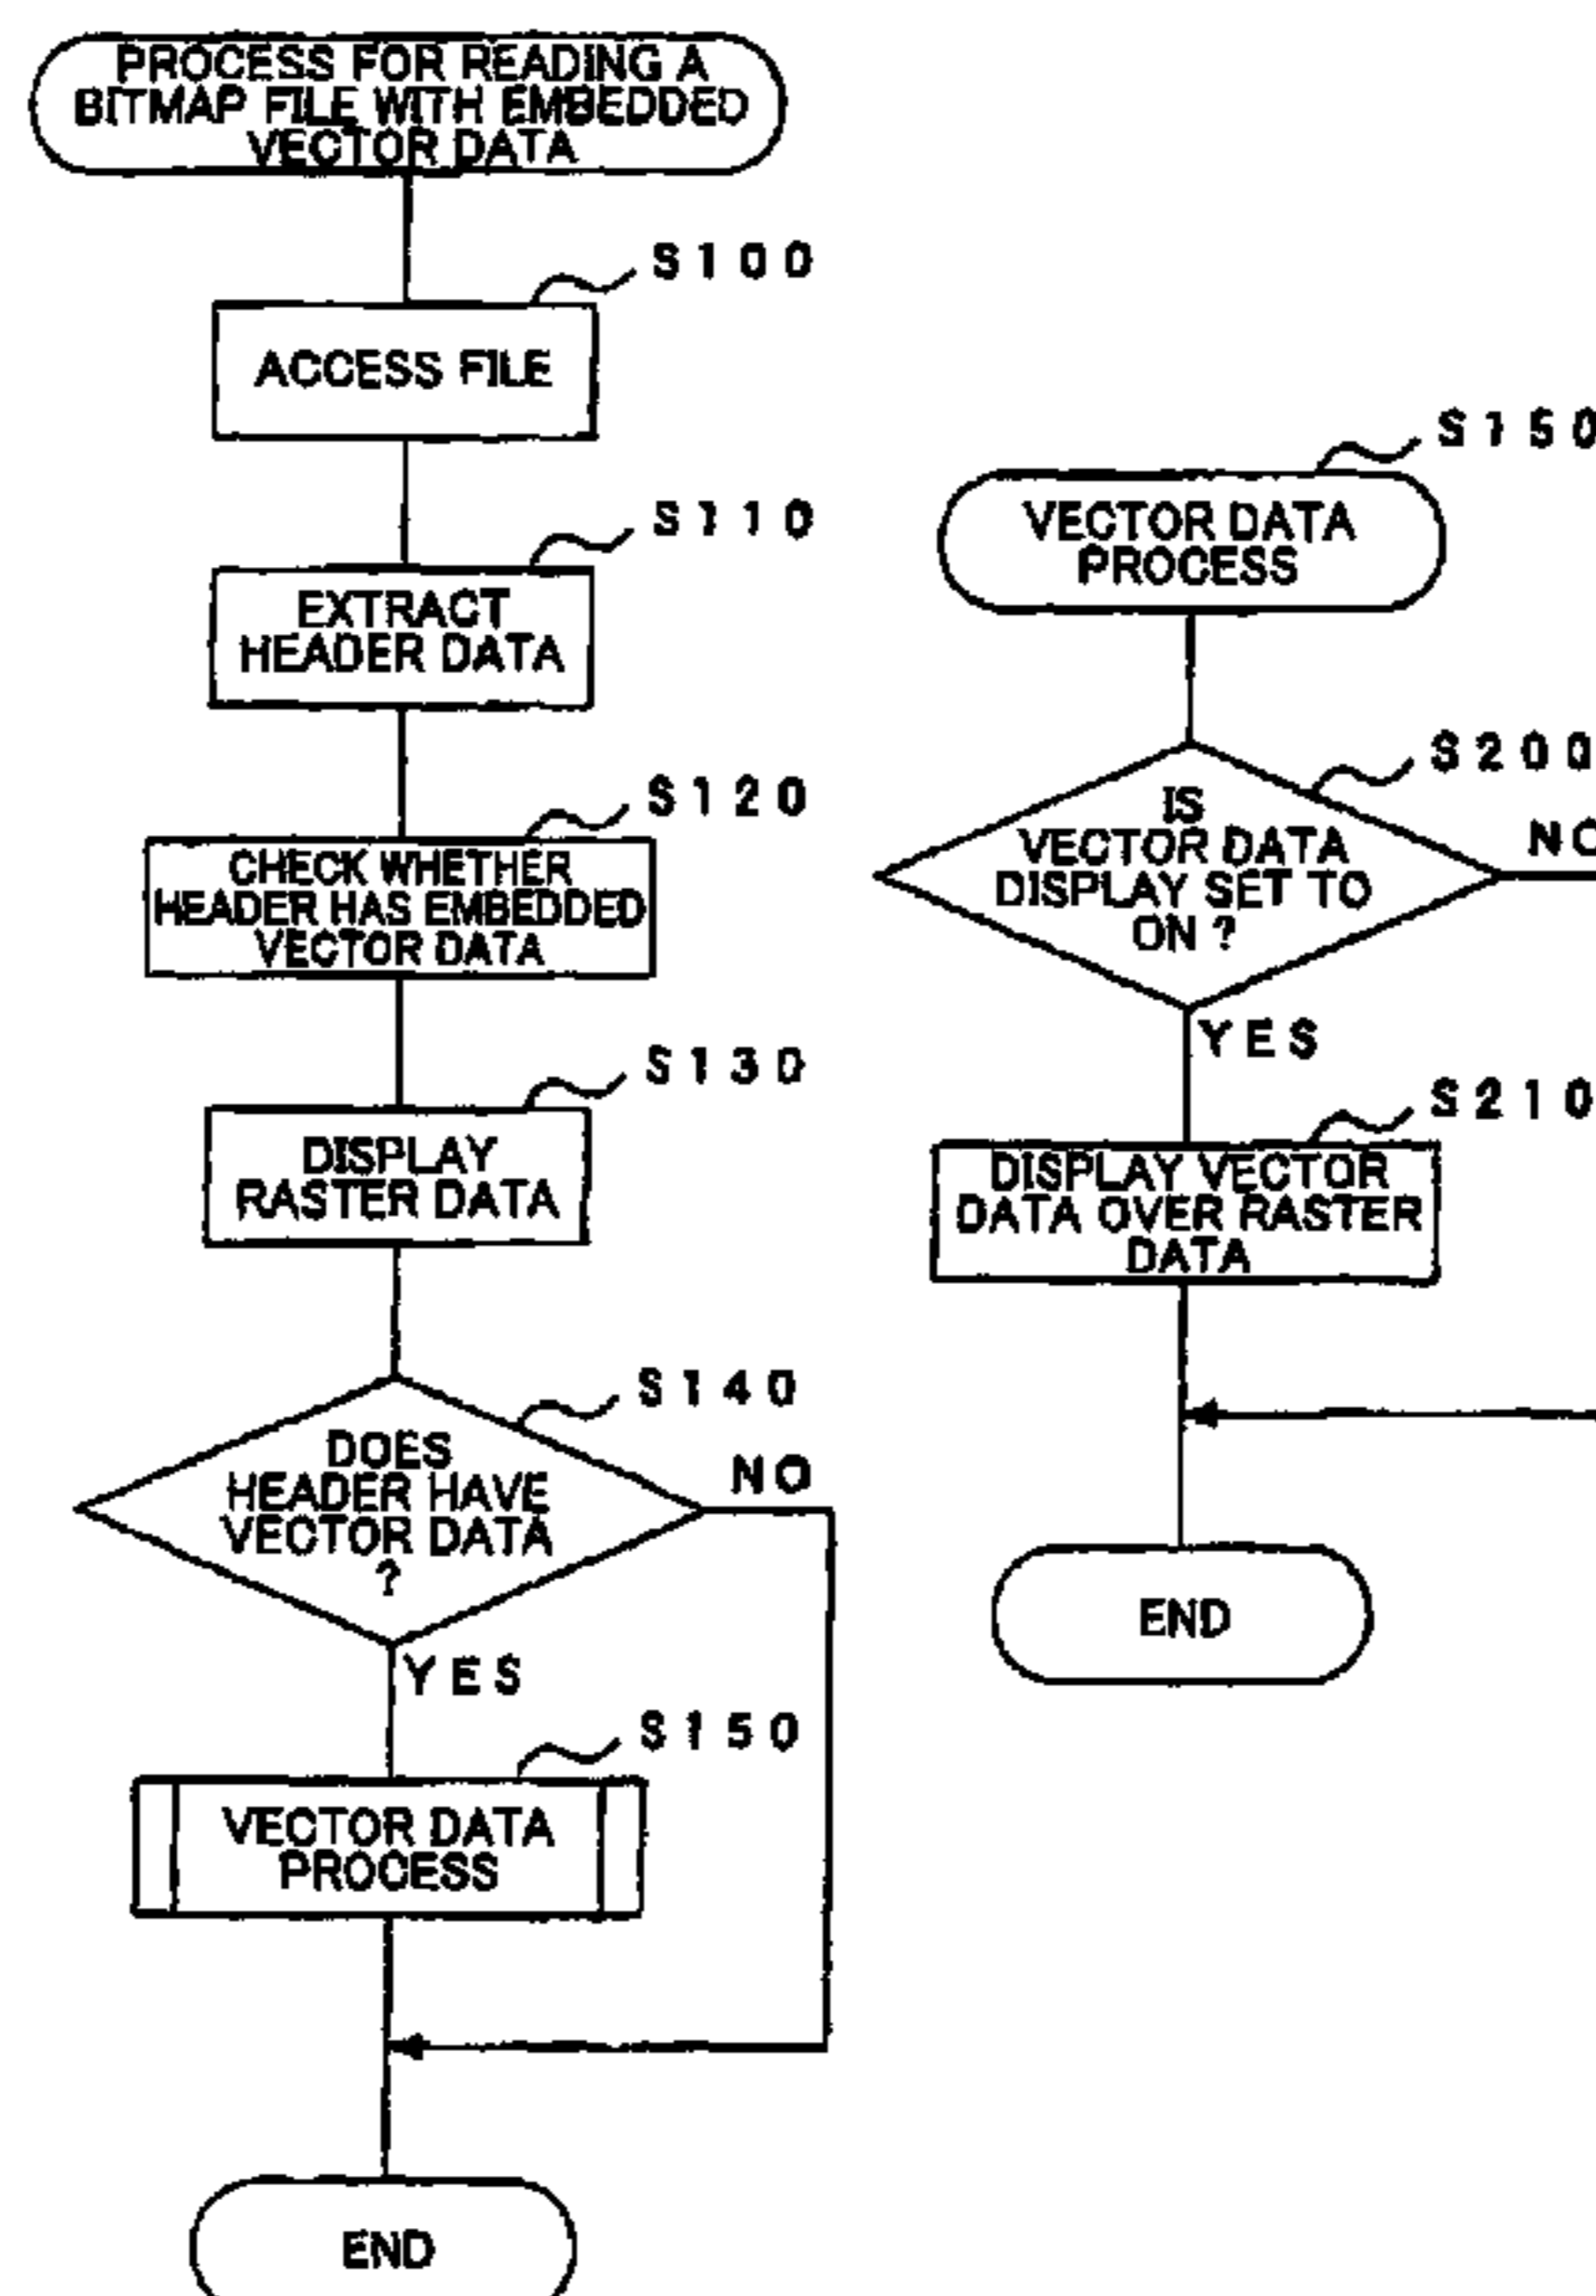 PROCESS FOR READING A
BITMAP FILE WITH EMBEDDED
VECTOR DATA
S100
ACCESS FILE
S110
EXTRACT
HEADER DATA
S120
CHECK WHETHER
HEADER HAS EMBEDDED
VECTOR DATA
S130
DISPLAY
RASTER DATA
S140
DOES
HEADER HAVE
VECTOR DATA
?
NO
YES
S150
VECTOR DATA
PROCESS
END
S150
VECTOR DATA
PROCESS
S200
IS
VECTOR DATA
DISPLAY SET TO
ON ?
NO
YES
S210
DISPLAY VECTOR
DATA OVER RASTER
DATA
END